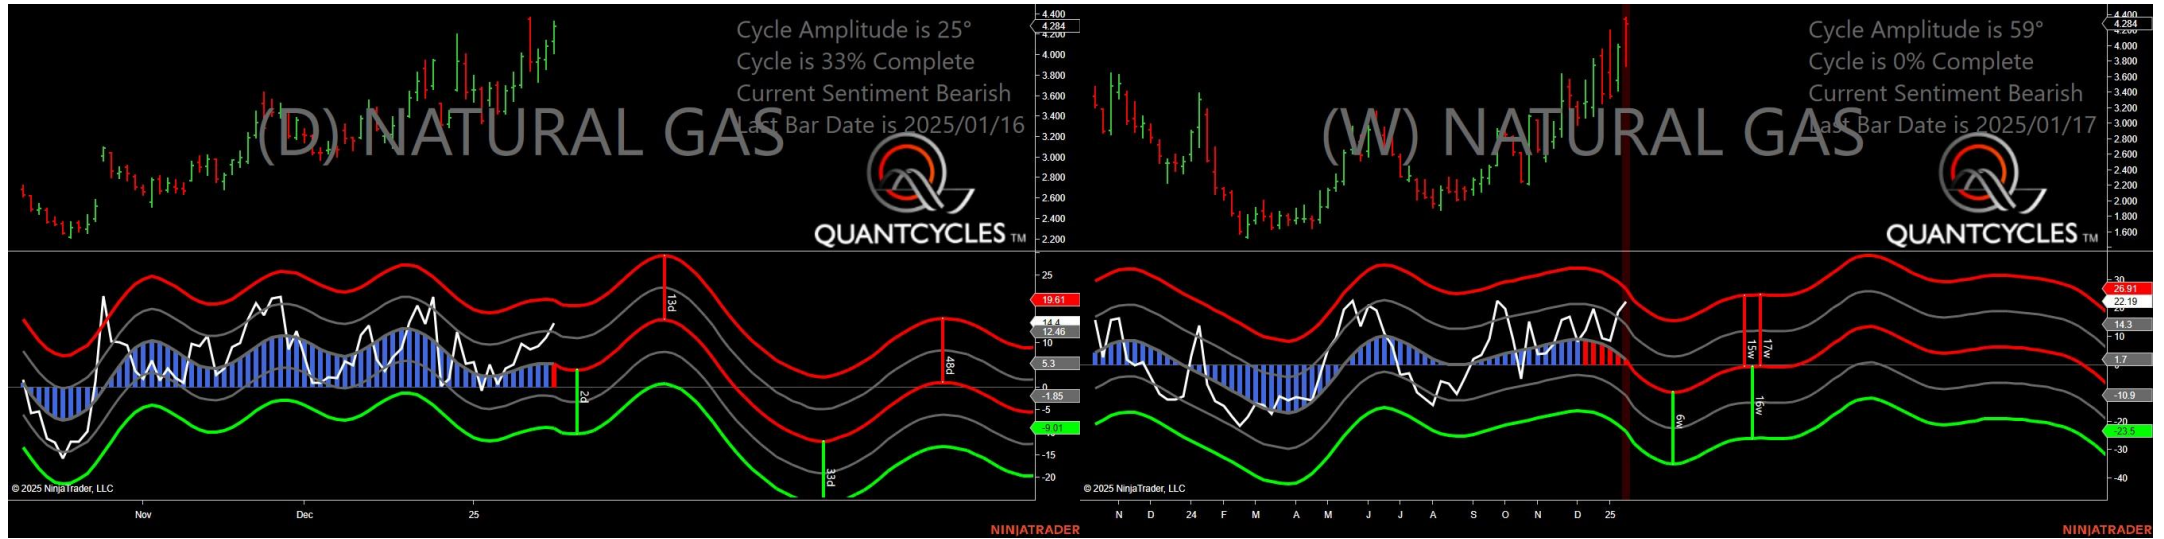 Cycle Amplitude is 25°
Cycle is 33% Complete
Current Sentiment Bearish
Last Bar Date is 2025/01/16
(D) NATURAL GAS
QUANTCYCLES TM
4.400
4.284
4.200
4.000
3.800
3.600
3.400
3.200
3.000
2.800
2.600
2.400
2.200
25
19.61
14.4
12.46
10
5.3
0
-1.85
-5
-9.01
-15
-20
13d
2d
33d
48d
© 2025 NinjaTrader, LLC
Nov Dec 25
NINJATRADER
Cycle Amplitude is 59°
Cycle is 0% Complete
Current Sentiment Bearish
Last Bar Date is 2025/01/17
(W) NATURAL GAS
QUANTCYCLES TM
4.400
4.284
4.200
4.000
3.800
3.600
3.400
3.200
3.000
2.800
2.600
2.400
2.200
2.000
1.800
1.600
30
26.91
22.19
20
14.3
10
1.7
0
-10.9
-20
-23.5
-30
-40
6w
15w
17w
16w
© 2025 NinjaTrader, LLC
N D 24 F M A M J J A S O N D 25
NINJATRADER